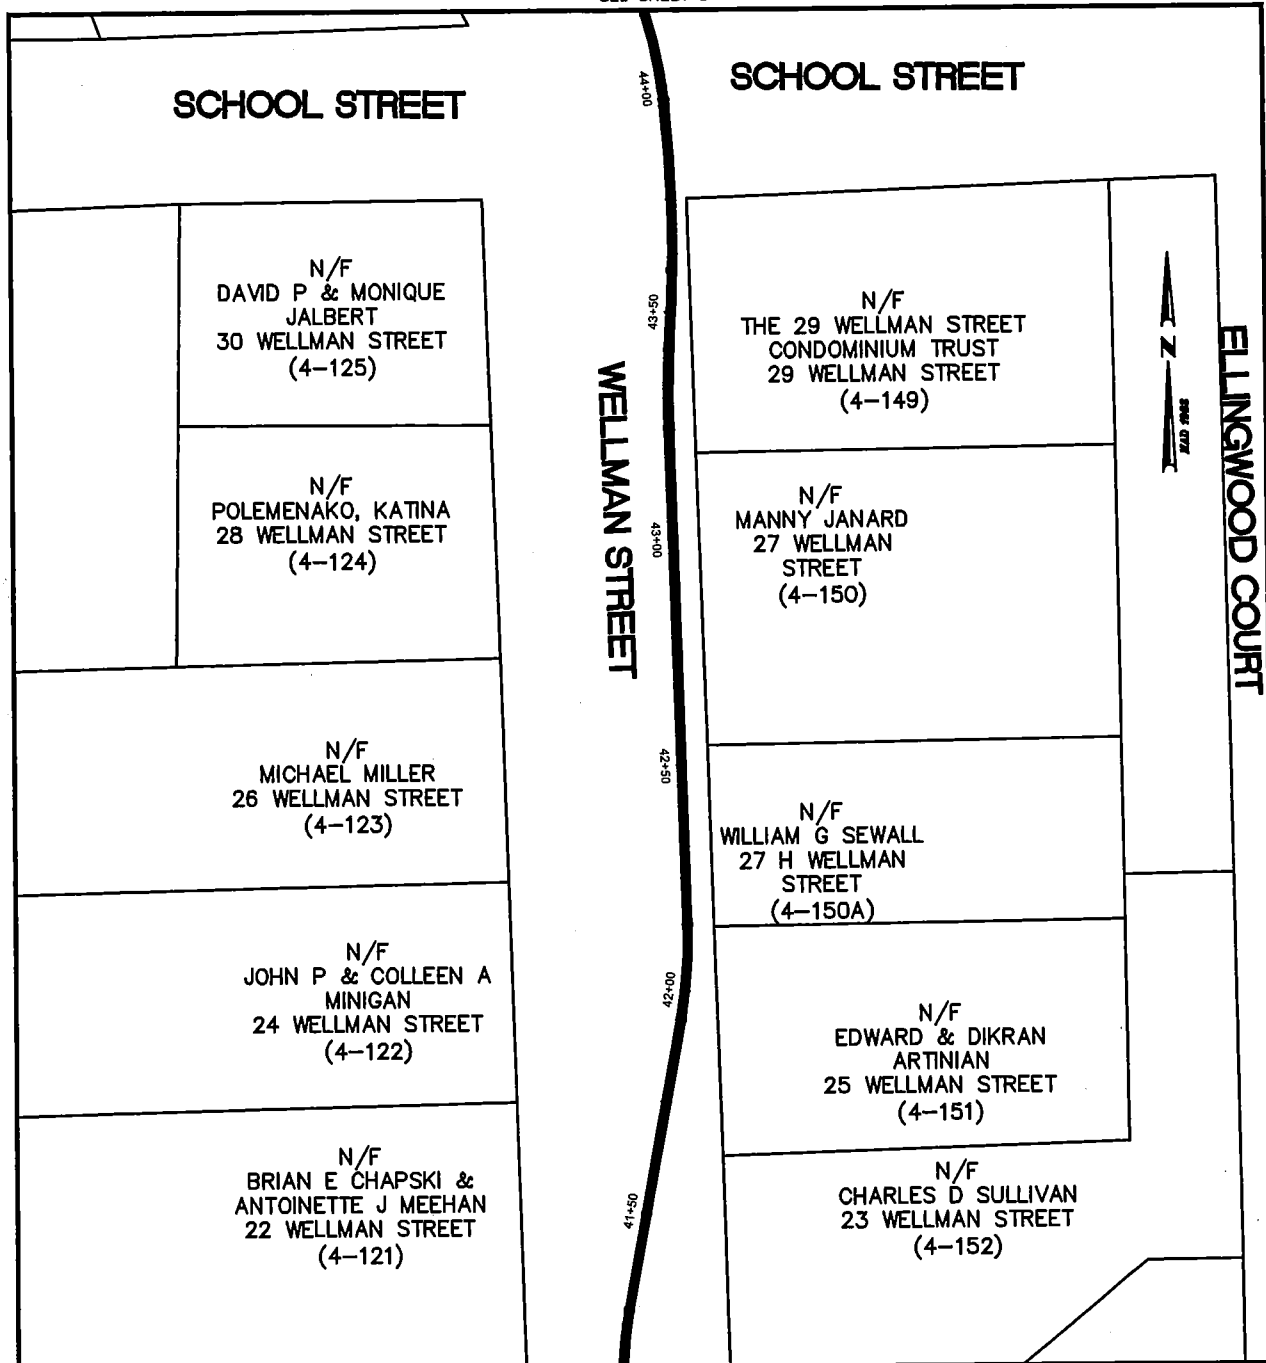 SCHOOL STREET
SCHOOL STREET
44+00
N/F
DAVID P & MONIQUE
JALBERT
30 WELLMAN STREET
(4-125)
43+50
N/F
THE 29 WELLMAN STREET
CONDOMINIUM TRUST
29 WELLMAN STREET
(4-149)
N
NAD 1983
ELLINGWOOD COURT
WELLMAN STREET
N/F
POLEMENAKO, KATINA
28 WELLMAN STREET
(4-124)
43+00
N/F
MANNY JANARD
27 WELLMAN
STREET
(4-150)
N/F
MICHAEL MILLER
26 WELLMAN STREET
(4-123)
42+50
N/F
WILLIAM G SEWALL
27 H WELLMAN
STREET
(4-150A)
N/F
JOHN P & COLLEEN A
MINIGAN
24 WELLMAN STREET
(4-122)
42+00
N/F
EDWARD & DIKRAN
ARTINIAN
25 WELLMAN STREET
(4-151)
N/F
BRIAN E CHAPSKI &
ANTOINETTE J MEEHAN
22 WELLMAN STREET
(4-121)
41+50
N/F
CHARLES D SULLIVAN
23 WELLMAN STREET
(4-152)